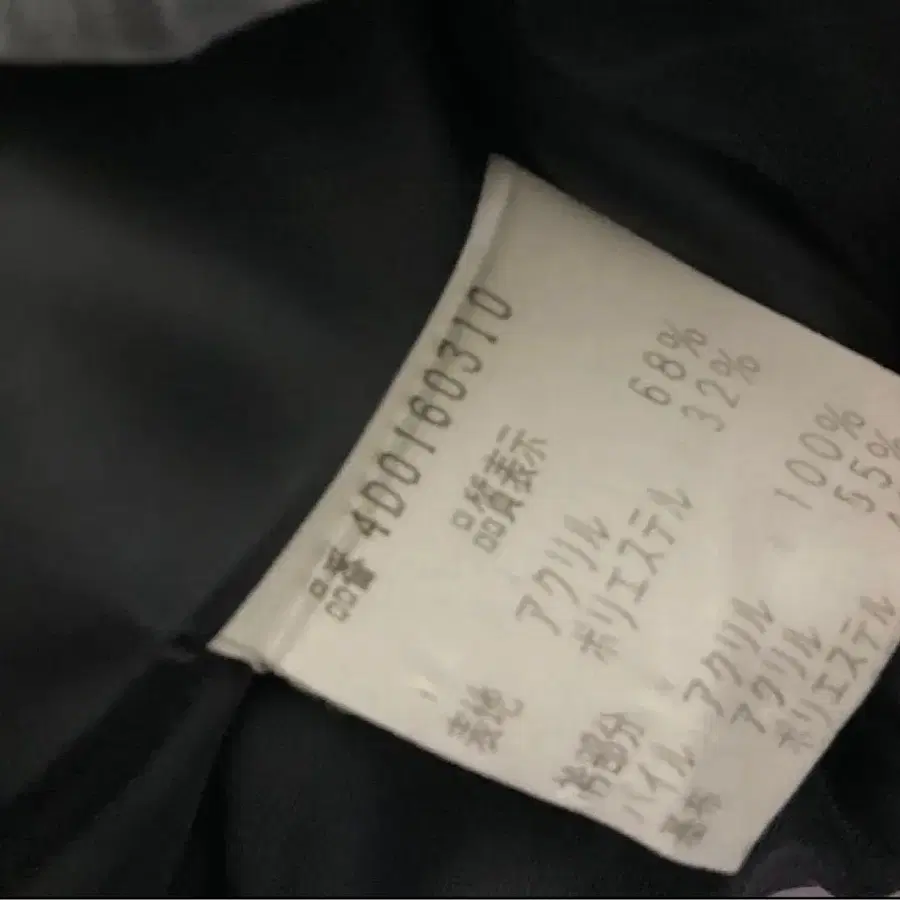 品番 4D0160310
品質表示
表地 アクリル 68%
ポリエステル 32%
衿部分
パイル アクリル 100%
基布 アクリル 55%
ポリエステル